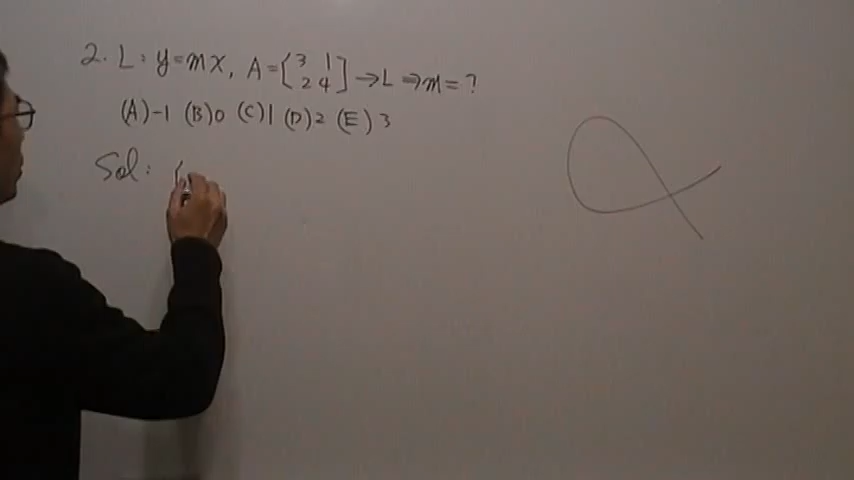 2. L: y=mx, A=[3 1 2 4]→L⇒m=?
(A)-1 (B)0 (C)1 (D)2 (E)3
Sol: (